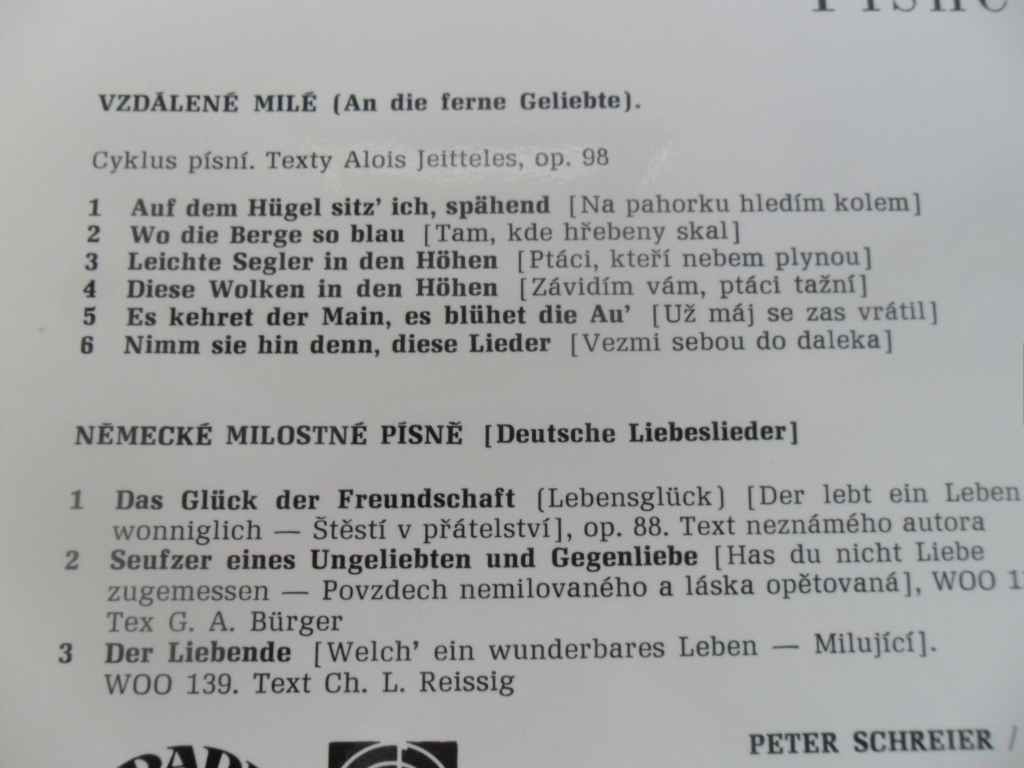 Písně
VZDÁLENÉ MILÉ (An die ferne Geliebte).
Cyklus písní. Texty Alois Jeitteles, op. 98
1 Auf dem Hügel sitz' ich, spähend [Na pahorku hledím kolem]
2 Wo die Berge so blau [Tam, kde hřebeny skal]
3 Leichte Segler in den Höhen [Ptáci, kteří nebem plynou]
4 Diese Wolken in den Höhen [Závidím vám, ptáci tažní]
5 Es kehret der Main, es blühet die Au' [Už máj se zas vrátil]
6 Nimm sie hin denn, diese Lieder [Vezmi sebou do daleka]
NĚMECKÉ MILOSTNÉ PÍSNĚ [Deutsche Liebeslieder]
1 Das Glück der Freundschaft (Lebensglück) [Der lebt ein Leben
wonniglich — Štěstí v přátelství], op. 88. Text neznámého autora
2 Seufzer eines Ungeliebten und Gegenliebe [Has du nicht Liebe
zugemessen — Povzdech nemilovaného a láska opětovaná], WOO
Tex G. A. Bürger
3 Der Liebende [Welch' ein wunderbares Leben — Milující].
WOO 139. Text Ch. L. Reissig
PETER SCHREIER /